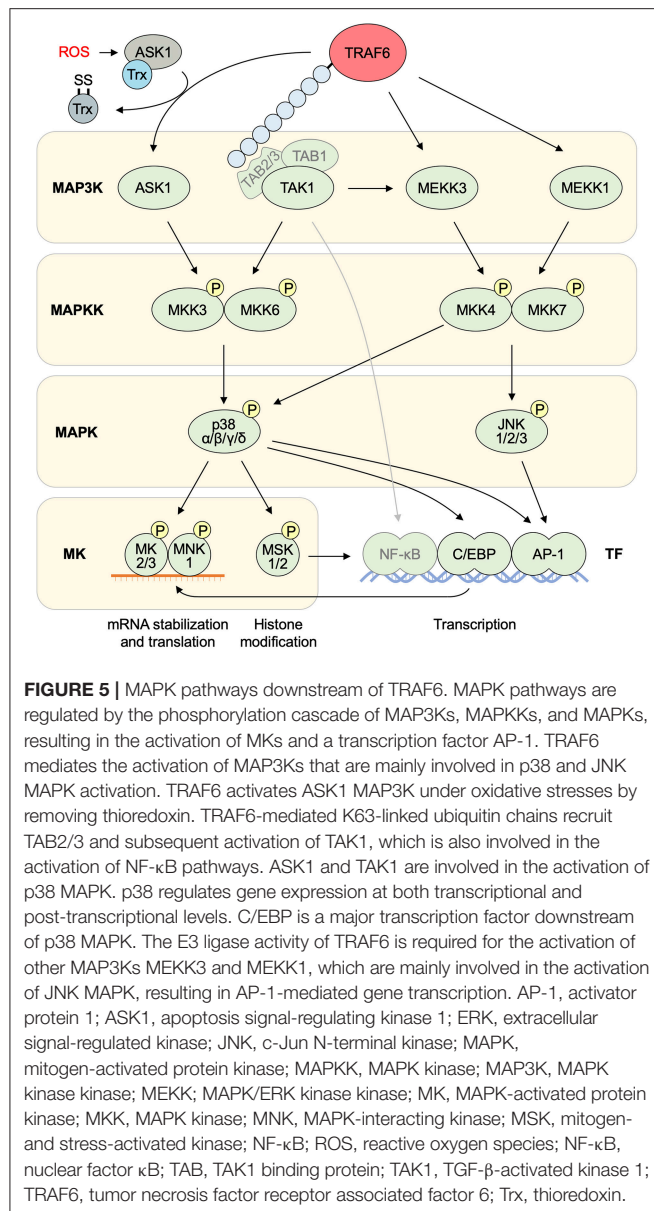 ROS
ASK1
Trx
SS
Trx
TRAF6
MAP3K
ASK1
TAB2/3
TAB1
TAK1
MEKK3
MEKK1
MAPKK
MKK3
P
MKK6
P
MKK4
P
MKK7
P
MAPK
p38
α/β/γ/δ
P
JNK
1/2/3
P
MK
MK
2/3
P
MNK
1
P
MSK
1/2
P
NF-κB
C/EBP
AP-1
TF
mRNA stabilization
and translation
Histone
modification
Transcription
FIGURE 5 | MAPK pathways downstream of TRAF6. MAPK pathways are
regulated by the phosphorylation cascade of MAP3Ks, MAPKKs, and MAPKs,
resulting in the activation of MKs and a transcription factor AP-1. TRAF6
mediates the activation of MAP3Ks that are mainly involved in p38 and JNK
MAPK activation. TRAF6 activates ASK1 MAP3K under oxidative stresses by
removing thioredoxin. TRAF6-mediated K63-linked ubiquitin chains recruit
TAB2/3 and subsequent activation of TAK1, which is also involved in the
activation of NF-κB pathways. ASK1 and TAK1 are involved in the activation of
p38 MAPK. p38 regulates gene expression at both transcriptional and
post-transcriptional levels. C/EBP is a major transcription factor downstream
of p38 MAPK. The E3 ligase activity of TRAF6 is required for the activation of
other MAP3Ks MEKK3 and MEKK1, which are mainly involved in the activation
of JNK MAPK, resulting in AP-1-mediated gene transcription. AP-1, activator
protein 1; ASK1, apoptosis signal-regulating kinase 1; ERK, extracellular
signal-regulated kinase; JNK, c-Jun N-terminal kinase; MAPK,
mitogen-activated protein kinase; MAPKK, MAPK kinase; MAP3K, MAPK
kinase kinase; MEKK; MAPK/ERK kinase kinase; MK, MAPK-activated protein
kinase; MKK, MAPK kinase; MNK, MAPK-interacting kinase; MSK, mitogen-
and stress-activated kinase; NF-κB; ROS, reactive oxygen species; NF-κB,
nuclear factor κB; TAB, TAK1 binding protein; TAK1, TGF-β-activated kinase 1;
TRAF6, tumor necrosis factor receptor associated factor 6; Trx, thioredoxin.